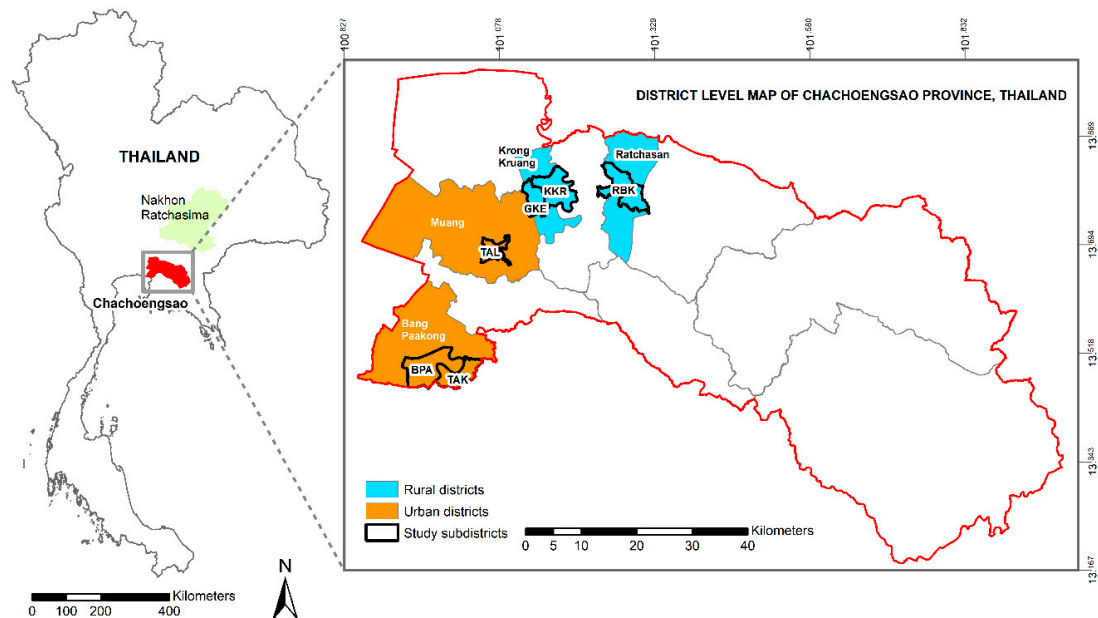 100.827
101.078
101.329
101.580
101.832
DISTRICT LEVEL MAP OF CHACHOENGSAO PROVINCE, THAILAND
THAILAND
Nakhon
Ratchasima
Chachoengsao
Krong
Kruang
Ratchasan
KKR
RBK
GKE
Muang
TAL
Bang
Paakong
BPA
TAK
13.869
13.694
13.518
13.343
13.167
Rural districts
Urban districts
Study subdistricts
Kilometers
0 5 10 20 30 40
N
Kilometers
0 100 200 400